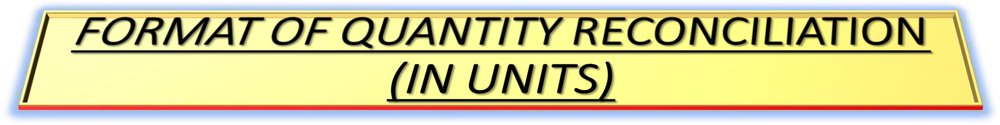 FORMAT OF QUANTITY RECONCILIATION
(IN UNITS)